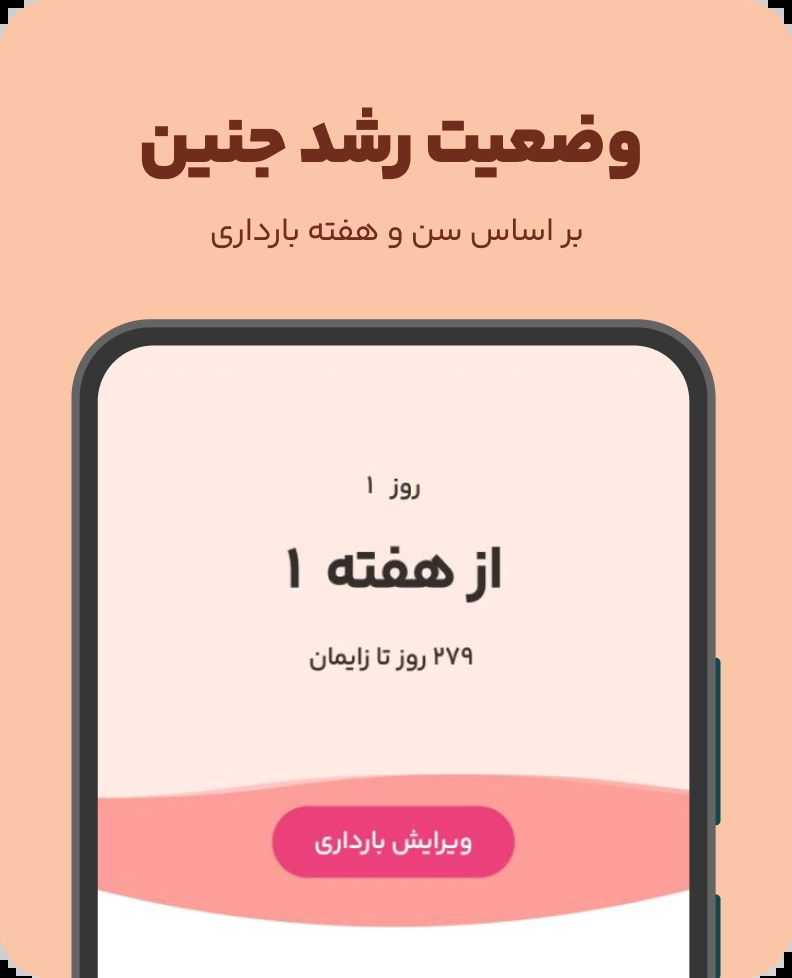 وضعیت رشد جنین
بر اساس سن و هفته بارداری
روز ۱
از هفته ۱
۲۷۹ روز تا زایمان
ویرایش بارداری